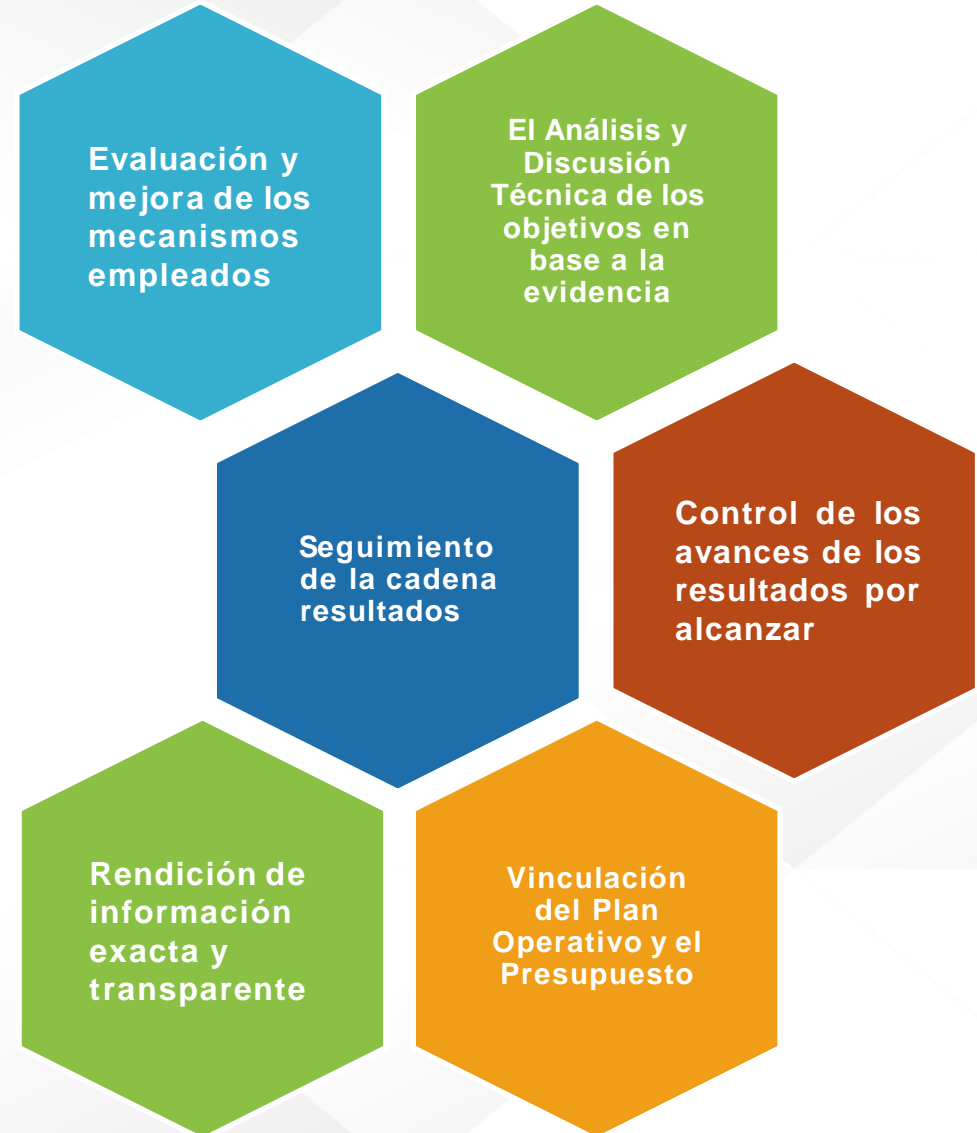 Evaluación y
mejora de los
mecanismos
empleados
El Análisis y
Discusión
Técnica de los
objetivos en
base a la
evidencia
Seguimiento
de la cadena
resultados
Control de los
avances de los
resultados por
alcanzar
Rendición de
información
exacta y
transparente
Vinculación
del Plan
Operativo y el
Presupuesto